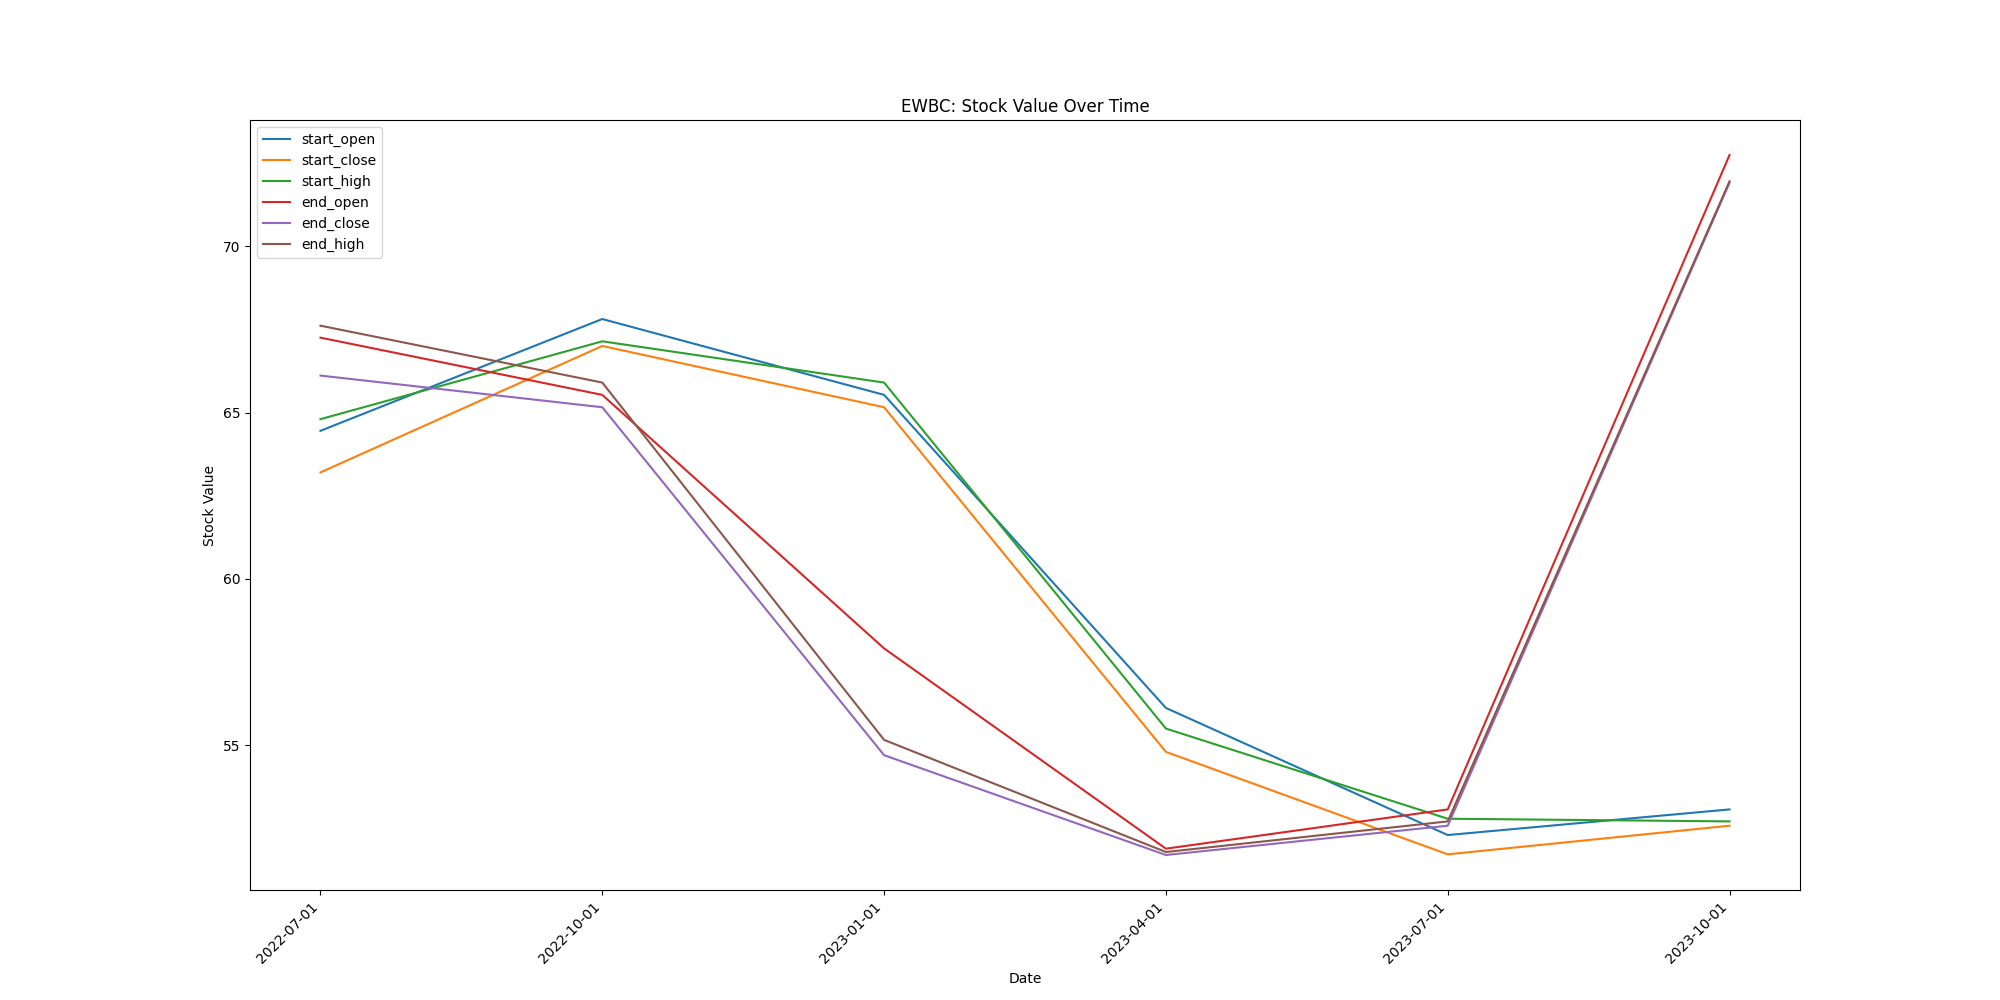 EWBC: Stock Value Over Time
start_open
start_close
start_high
end_open
end_close
end_high
70
65
60
55
Stock Value
2022-07-01
2022-10-01
2023-01-01
2023-04-01
2023-07-01
2023-10-01
Date